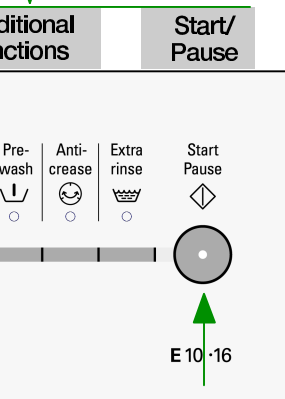 ditional
nctions
Start/
Pause
Pre-
wash
Anti-
crease
Extra
rinse
Start
Pause
E 10 ·16